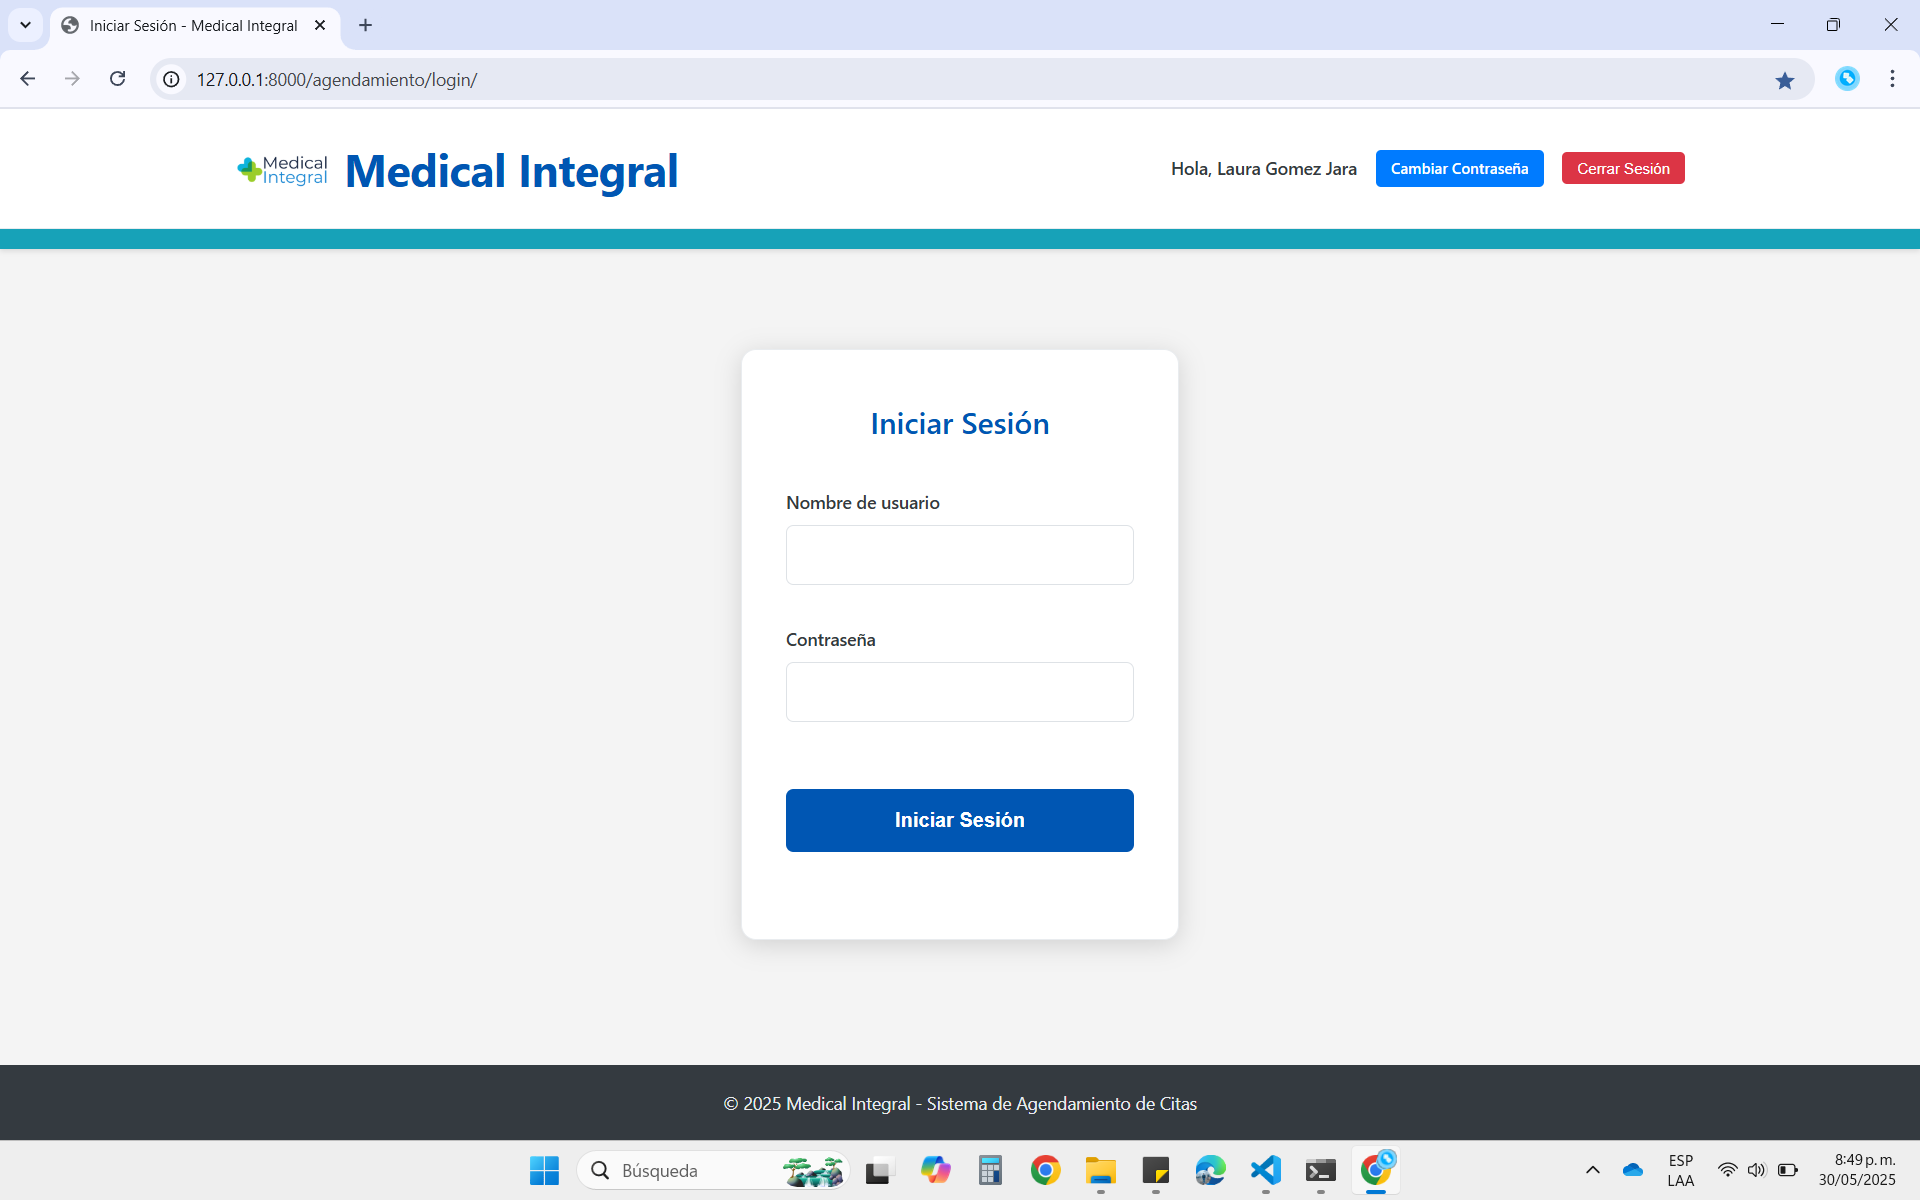 Iniciar Sesión - Medical Integral
127.0.0.1:8000/agendamiento/login/
Medical
Integral
Medical Integral
Hola, Laura Gomez Jara
Cambiar Contraseña
Cerrar Sesión
Iniciar Sesión
Nombre de usuario
Contraseña
Iniciar Sesión
© 2025 Medical Integral - Sistema de Agendamiento de Citas
Búsqueda
ESP
LAA
8:49 p. m.
30/05/2025